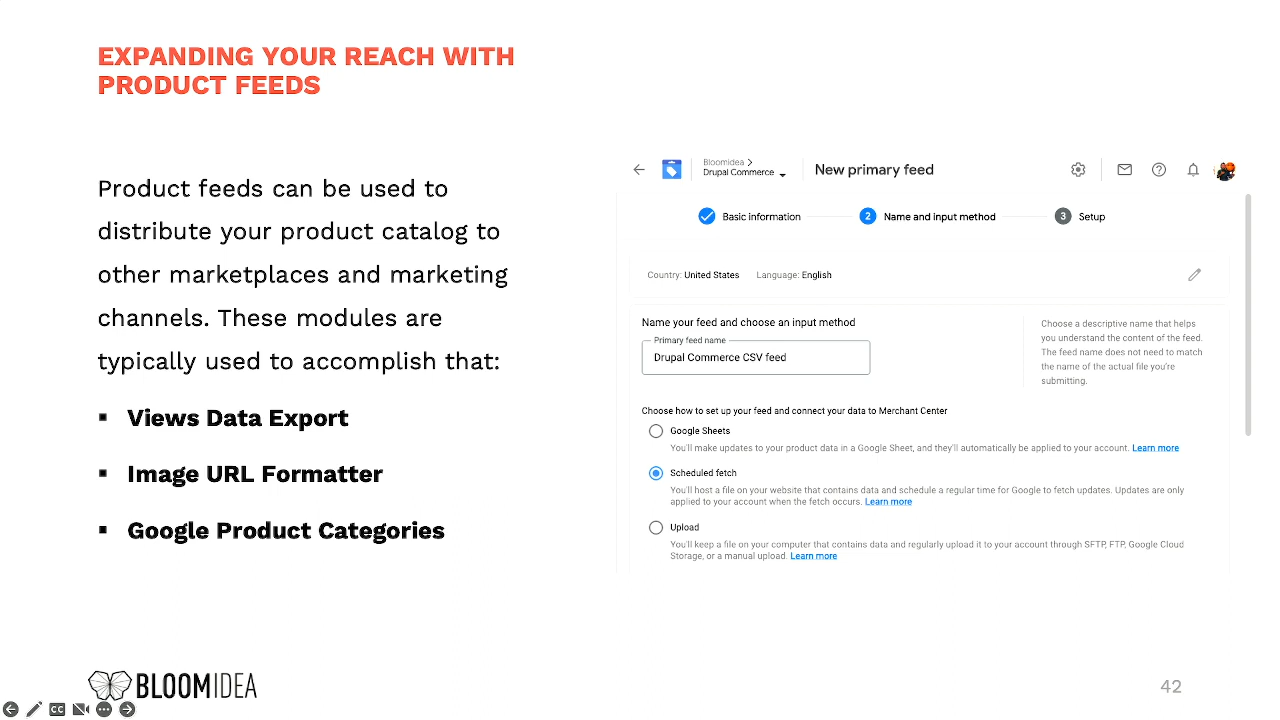 EXPANDING YOUR REACH WITH
PRODUCT FEEDS
Product feeds can be used to
distribute your product catalog to
other marketplaces and marketing
channels. These modules are
typically used to accomplish that:
▪ Views Data Export
▪ Image URL Formatter
▪ Google Product Categories
Bloomidea >
Drupal Commerce
New primary feed
Basic information
2 Name and input method
3 Setup
Country: United States Language: English
Name your feed and choose an input method
Primary feed name
Drupal Commerce CSV feed
Choose a descriptive name that helps
you understand the content of the feed.
The feed name does not need to match
the name of the actual file you're
submitting.
Choose how to set up your feed and connect your data to Merchant Center
Google Sheets
You'll make updates to your product data in a Google Sheet, and they'll automatically be applied to your account. Learn more
Scheduled fetch
You'll host a file on your website that contains data and schedule a regular time for Google to fetch updates. Updates are only
applied to your account when the fetch occurs. Learn more
Upload
You'll keep a file on your computer that contains data and regularly upload it to your account through SFTP, FTP, Google Cloud
Storage, or a manual upload. Learn more
BLOOMIDEA
42
CC